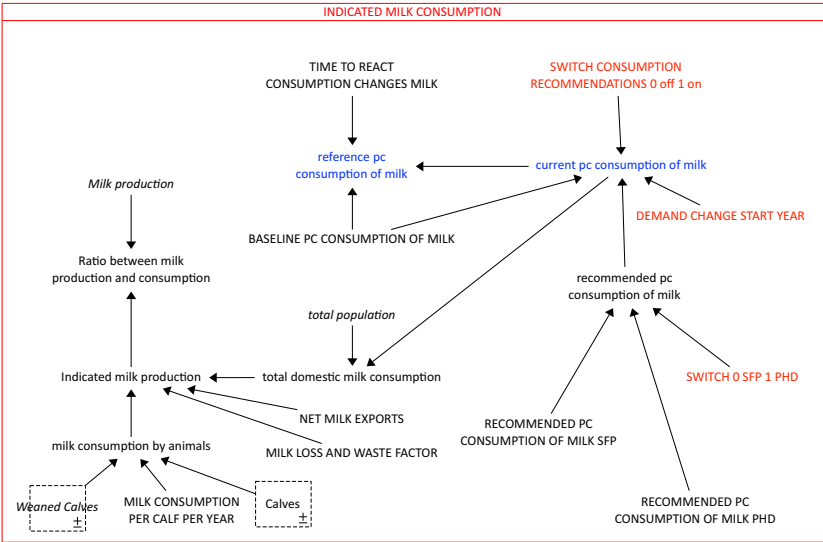 INDICATED MILK CONSUMPTION
TIME TO REACT
CONSUMPTION CHANGES MILK
SWITCH CONSUMPTION
RECOMMENDATIONS 0 off 1 on
reference pc
consumption of milk
current pc consumption of milk
Milk production
DEMAND CHANGE START YEAR
BASELINE PC CONSUMPTION OF MILK
Ratio between milk
production and consumption
recommended pc
consumption of milk
total population
Indicated milk production
total domestic milk consumption
SWITCH 0 SFP 1 PHD
NET MILK EXPORTS
RECOMMENDED PC
CONSUMPTION OF MILK SFP
milk consumption by animals
MILK LOSS AND WASTE FACTOR
Weaned Calves
±
MILK CONSUMPTION
PER CALF PER YEAR
Calves
±
RECOMMENDED PC
CONSUMPTION OF MILK PHD